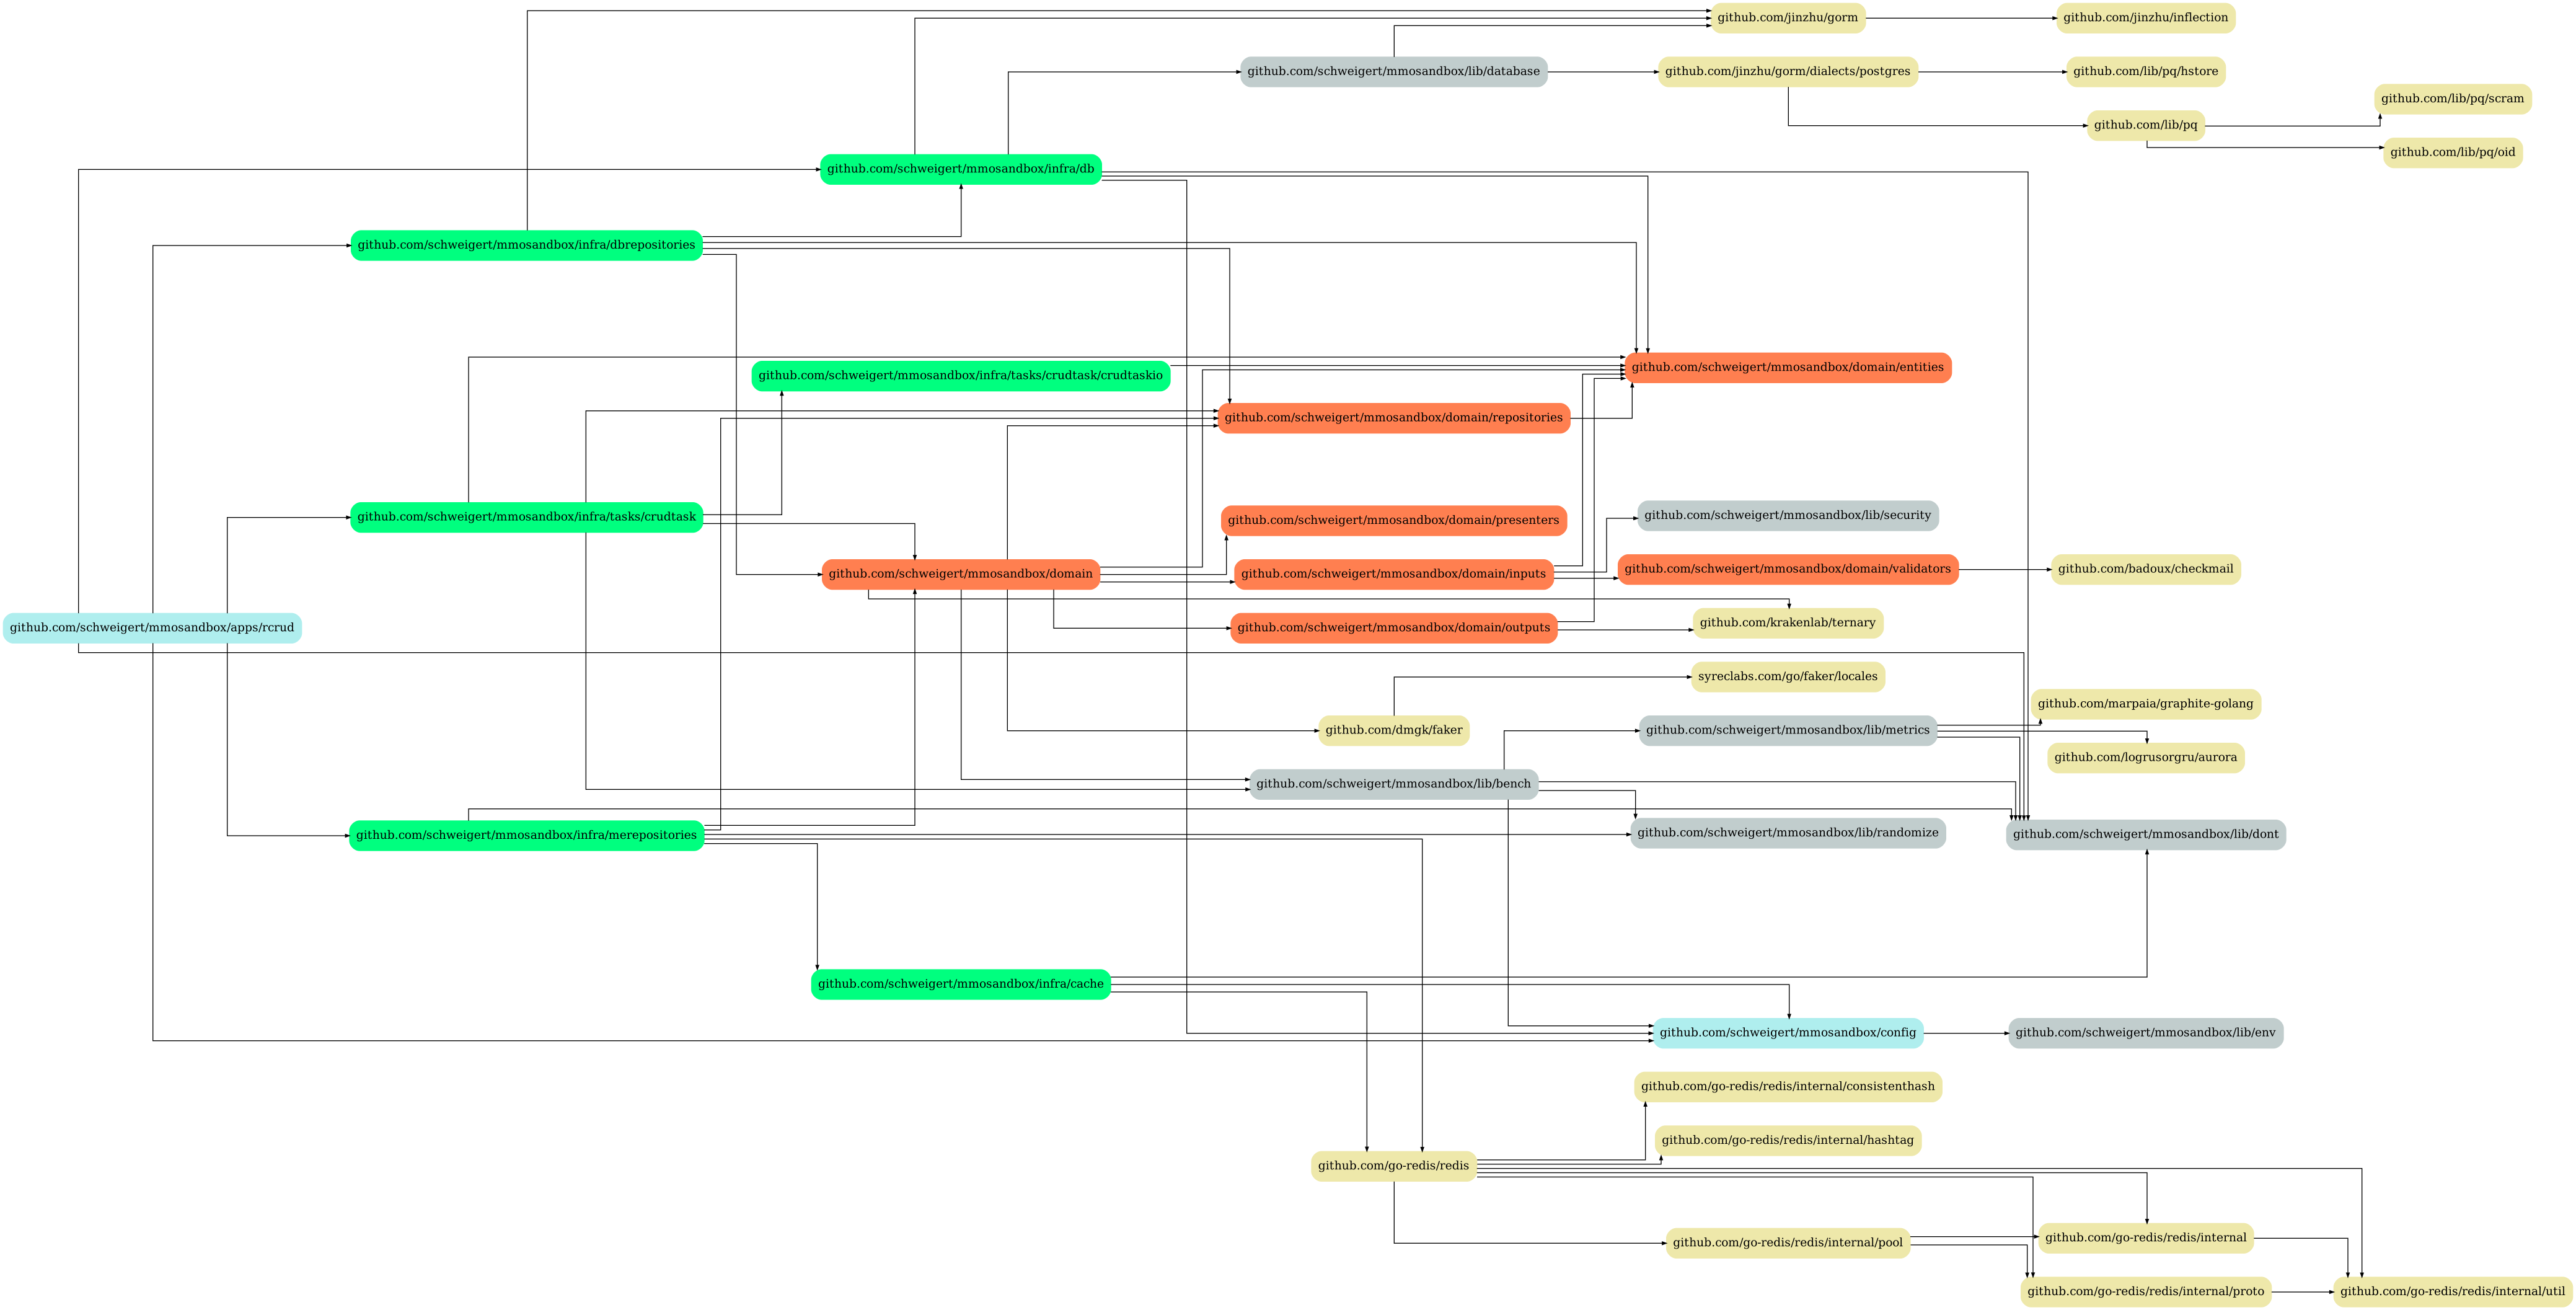 github.com/jinzhu/gorm
github.com/jinzhu/inflection
github.com/schweigert/mmosandbox/lib/database
github.com/jinzhu/gorm/dialects/postgres
github.com/lib/pq/hstore
github.com/lib/pq/scram
github.com/lib/pq
github.com/lib/pq/oid
github.com/schweigert/mmosandbox/infra/db
github.com/schweigert/mmosandbox/infra/dbrepositories
github.com/schweigert/mmosandbox/infra/tasks/crudtask/crudtaskio
github.com/schweigert/mmosandbox/domain/entities
github.com/schweigert/mmosandbox/domain/repositories
github.com/schweigert/mmosandbox/infra/tasks/crudtask
github.com/schweigert/mmosandbox/domain/presenters
github.com/schweigert/mmosandbox/lib/security
github.com/schweigert/mmosandbox/domain
github.com/schweigert/mmosandbox/domain/inputs
github.com/schweigert/mmosandbox/domain/validators
github.com/badoux/checkmail
github.com/schweigert/mmosandbox/apps/rcrud
github.com/schweigert/mmosandbox/domain/outputs
github.com/krakenlab/ternary
syreclabs.com/go/faker/locales
github.com/marpaia/graphite-golang
github.com/dmgk/faker
github.com/schweigert/mmosandbox/lib/metrics
github.com/logrusorgru/aurora
github.com/schweigert/mmosandbox/lib/bench
github.com/schweigert/mmosandbox/infra/merepositories
github.com/schweigert/mmosandbox/lib/randomize
github.com/schweigert/mmosandbox/lib/dont
github.com/schweigert/mmosandbox/infra/cache
github.com/schweigert/mmosandbox/config
github.com/schweigert/mmosandbox/lib/env
github.com/go-redis/redis/internal/consistenthash
github.com/go-redis/redis/internal/hashtag
github.com/go-redis/redis
github.com/go-redis/redis/internal/pool
github.com/go-redis/redis/internal
github.com/go-redis/redis/internal/proto
github.com/go-redis/redis/internal/util